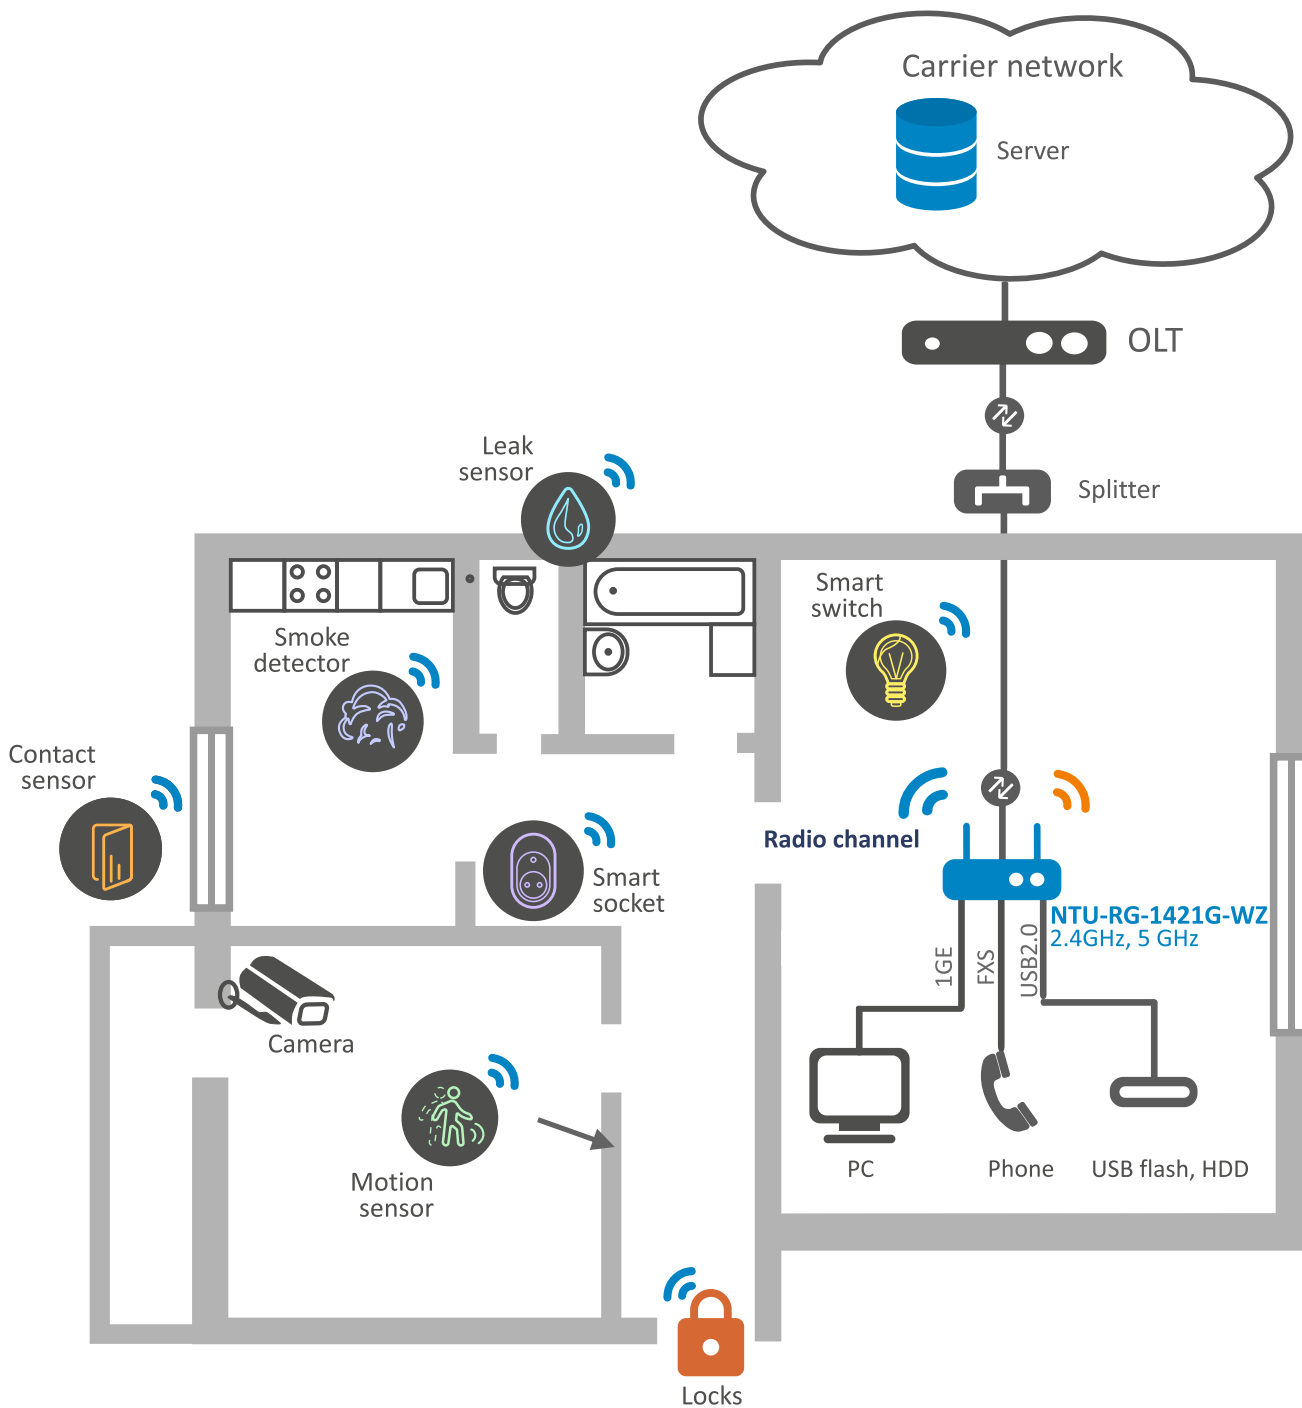 Carrier network
Server
OLT
Splitter
Leak
sensor
Smart
switch
Smoke
detector
Contact
sensor
Radio channel
Smart
socket
NTU-RG-1421G-WZ
2.4GHz, 5 GHz
1GE
FXS
USB2.0
Camera
PC
Phone
USB flash, HDD
Motion
sensor
Locks